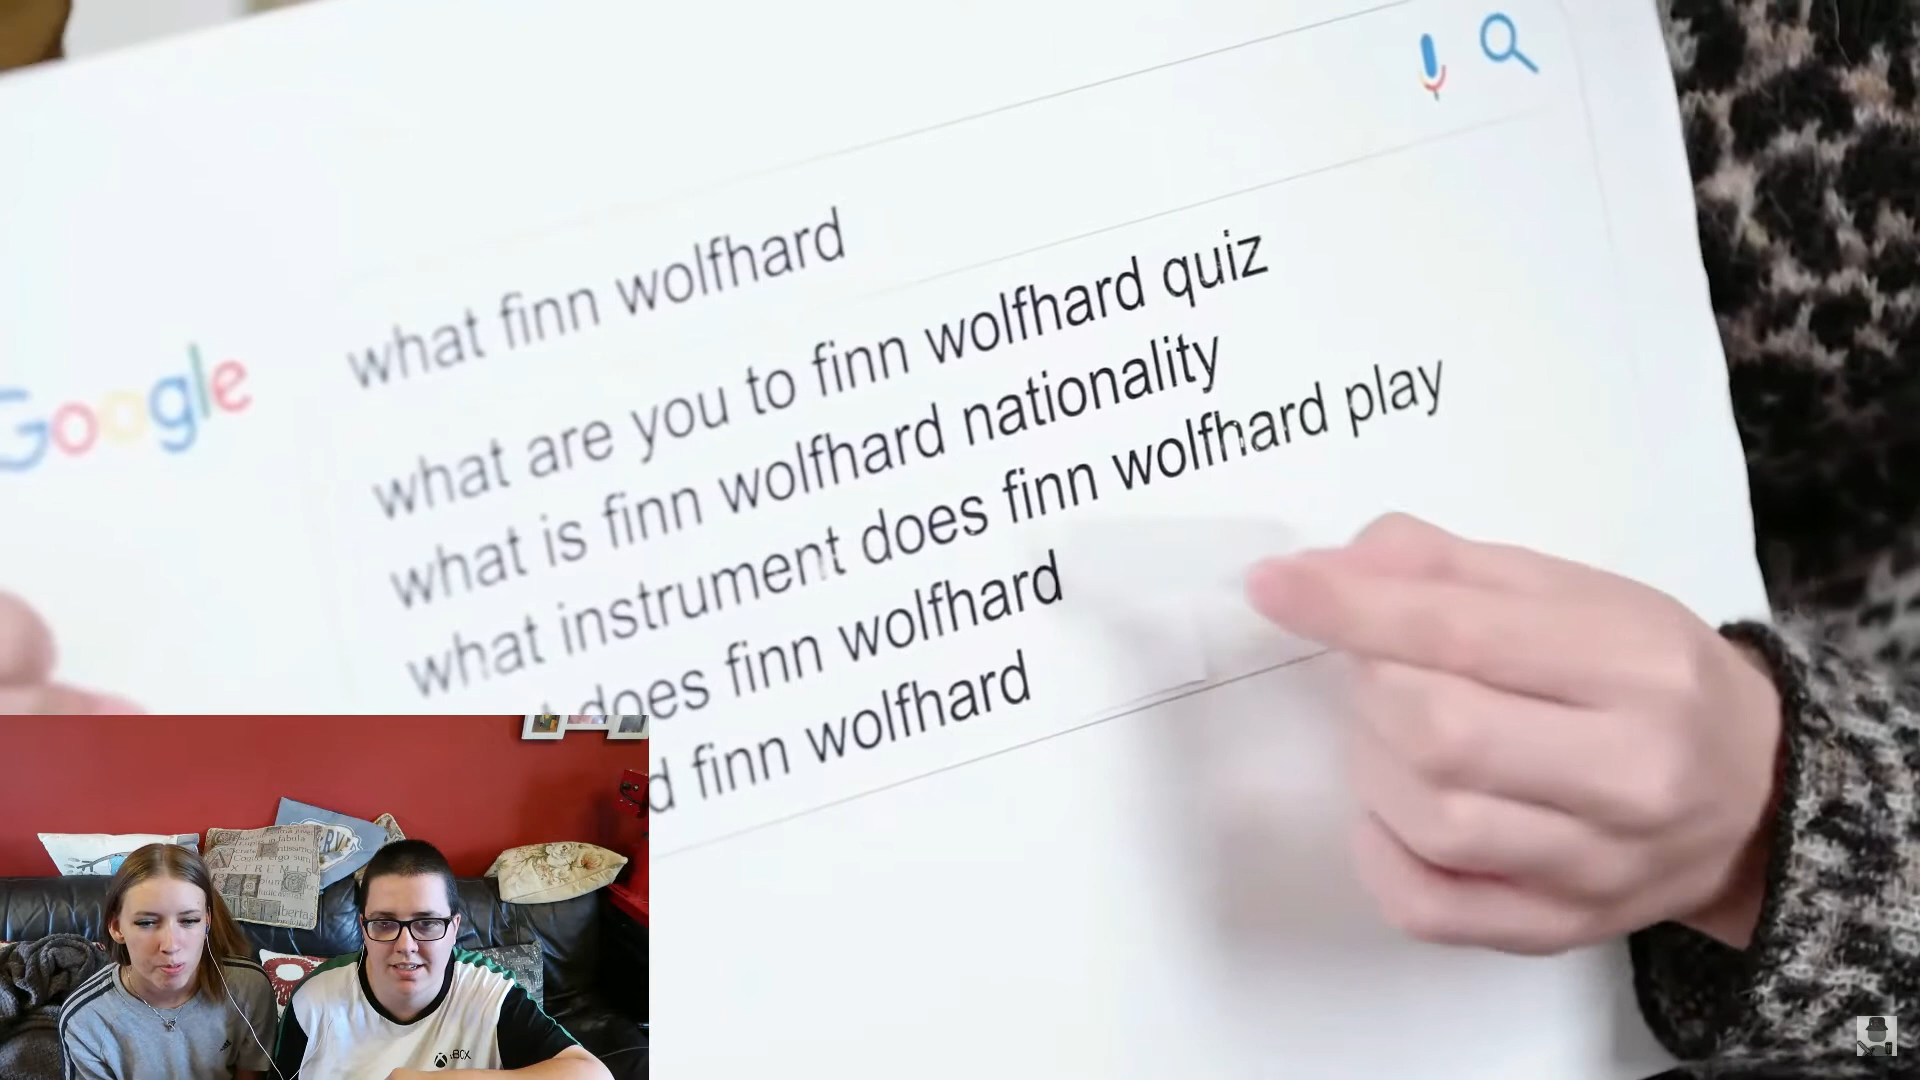 Google
what finn wolfhard
what are you to finn wolfhard quiz
what is finn wolfhard nationality
what instrument does finn wolfhard play
does finn wolfhard
finn wolfhard
XBOX